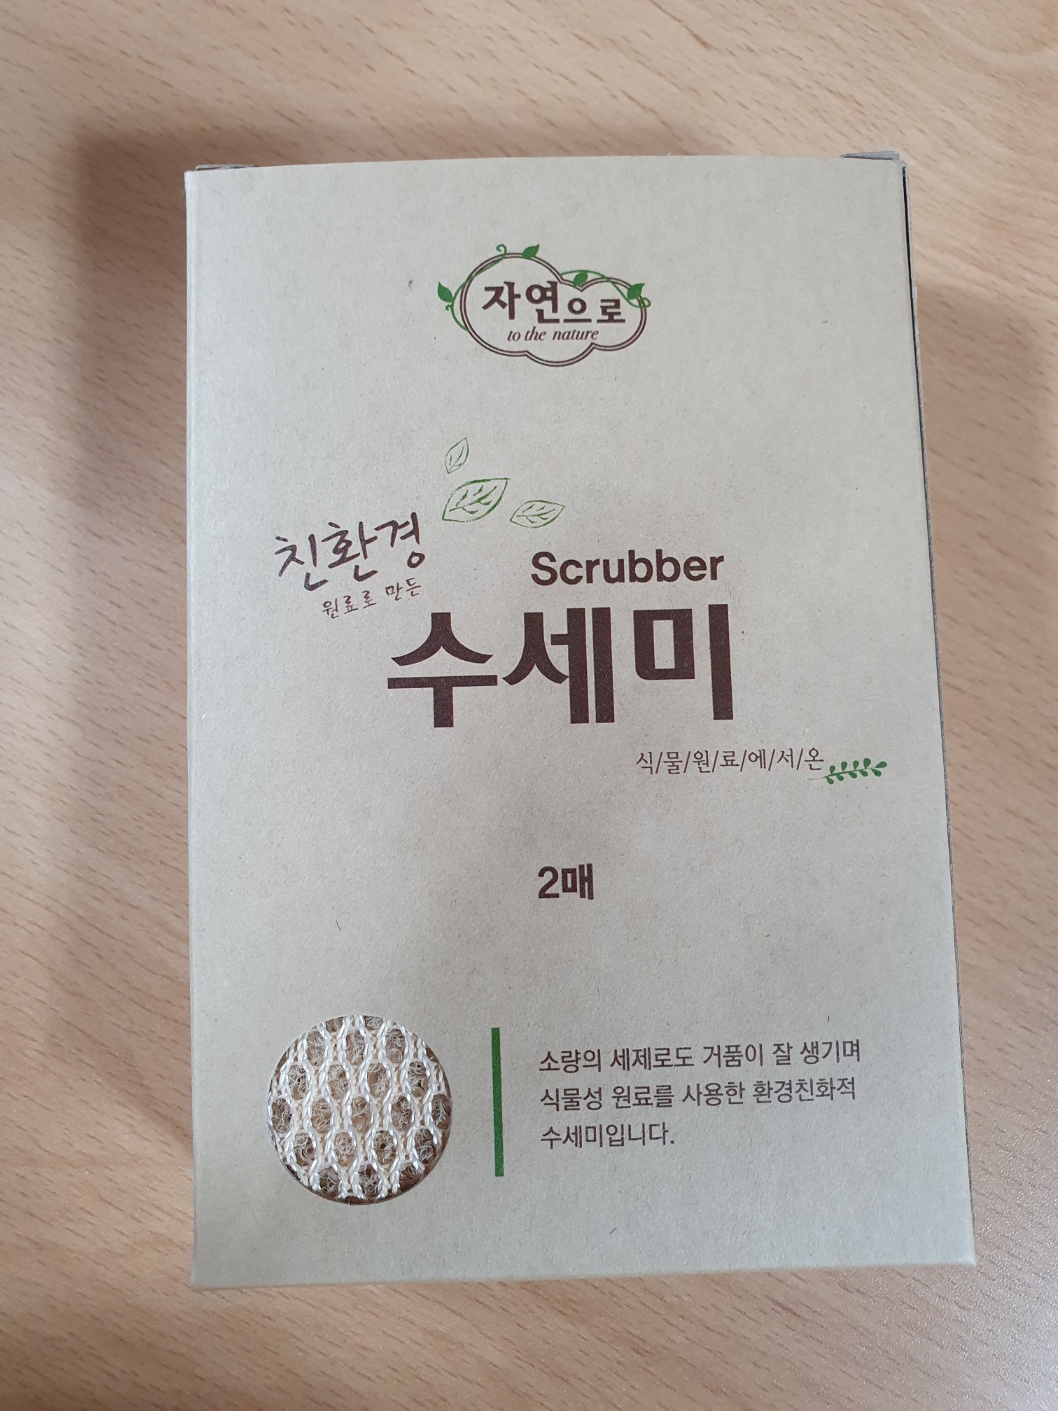 자연으로
to the nature
친환경
원료로 만든
Scrubber
수세미
식/물/원/료/에/서/온
2매
소량의 세제로도 거품이 잘 생기며
식물성 원료를 사용한 환경친화적
수세미입니다.